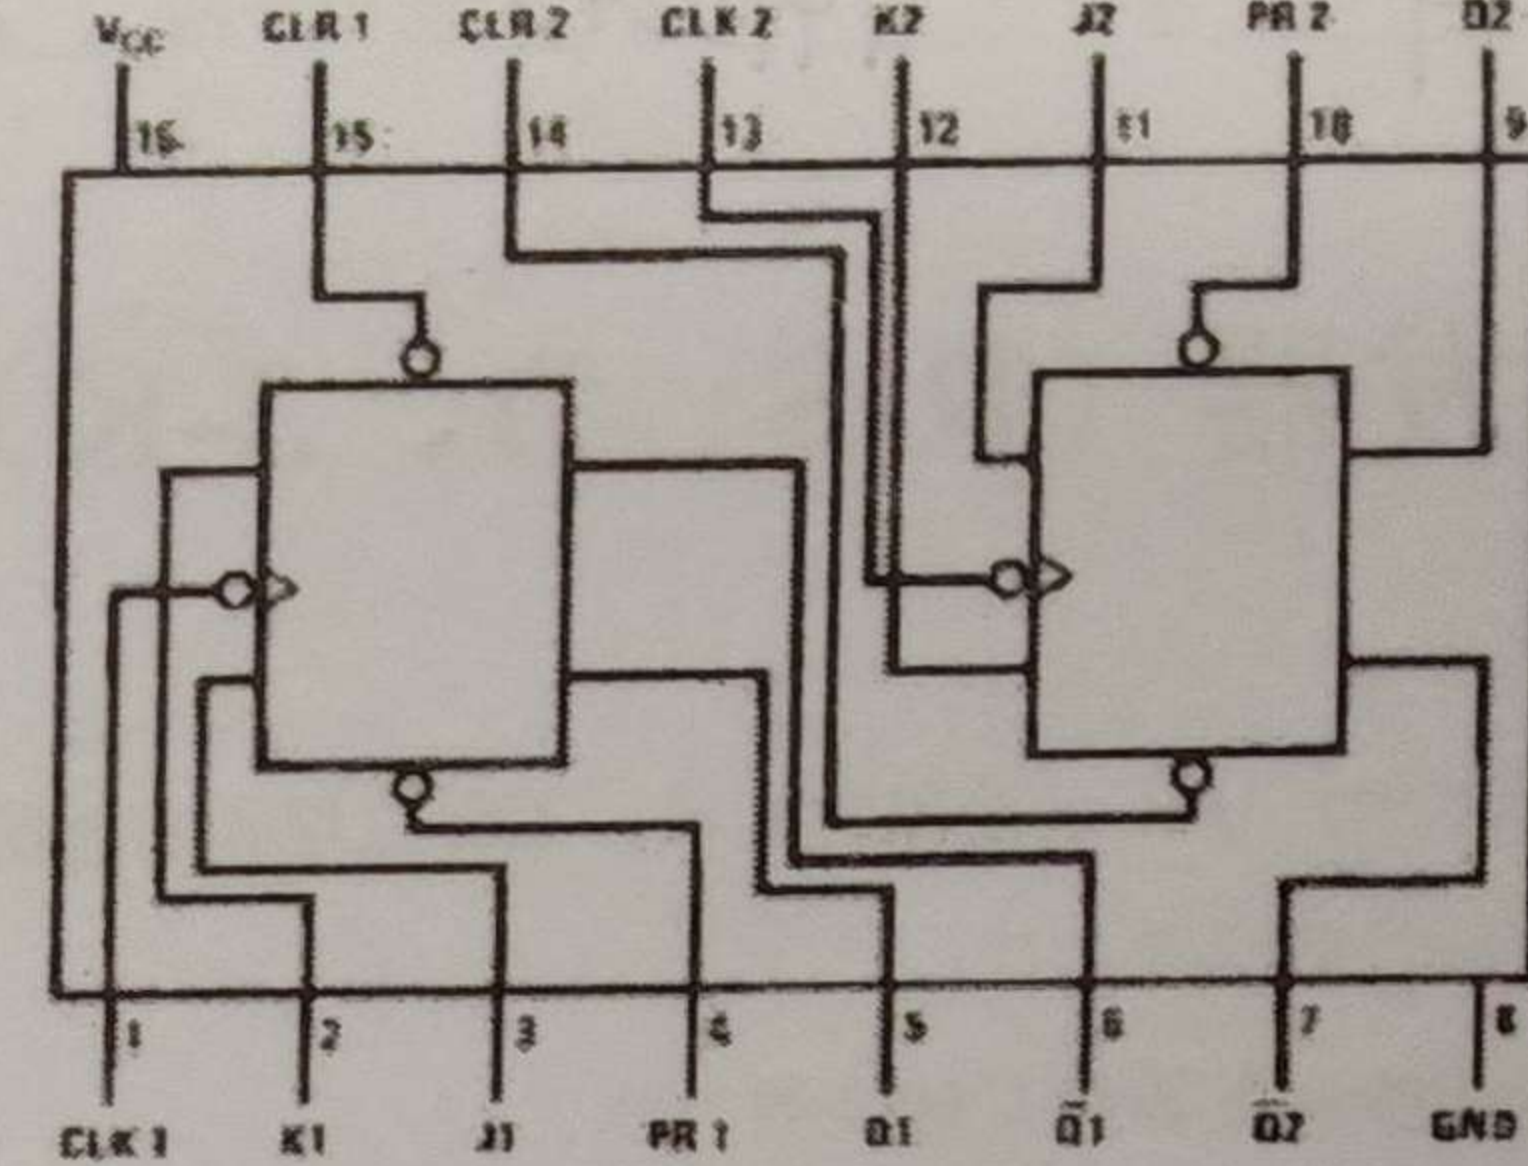 VCC CLR 1 CLR 2 CLK 2 K2 J2 PR 2 Q2
16 15 14 13 12 11 10 9
1 2 3 4 5 6 7 8
CLK 1 K1 J1 PR 1 Q1 Q̅1 Q̅2 GND